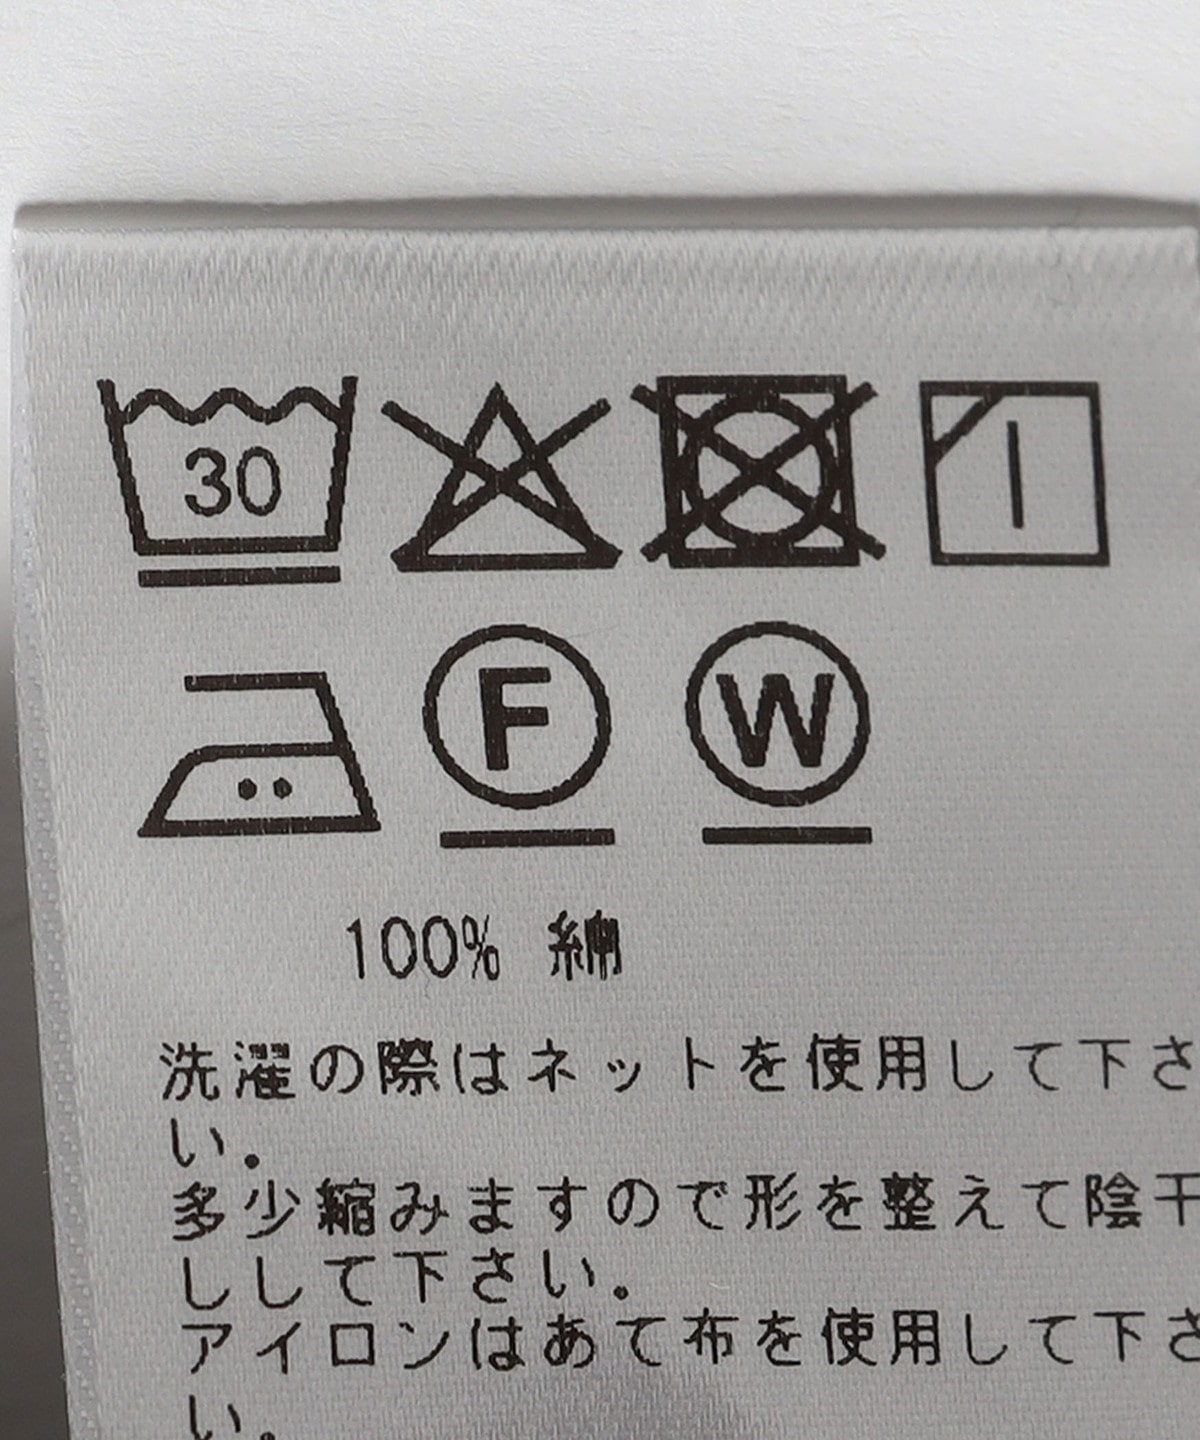 30
F W
100% 綿
洗濯の際はネットを使用して下さ
い.
多少縮みますので形を整えて陰干
しして下さい.
アイロンはあて布を使用して下さ
い.